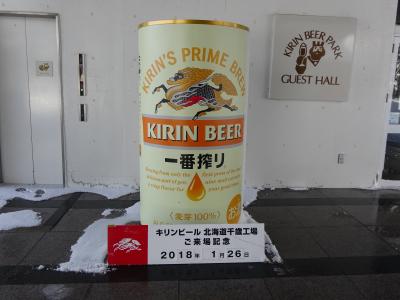 KIRIN BEER PARK
GUEST HALL
KIRIN'S PRIME BREW
KIRIN BEER
一番搾り
〈麦芽100%〉
お
キリンビール 北海道千歳工場
ご来場記念
2018年 1月26日